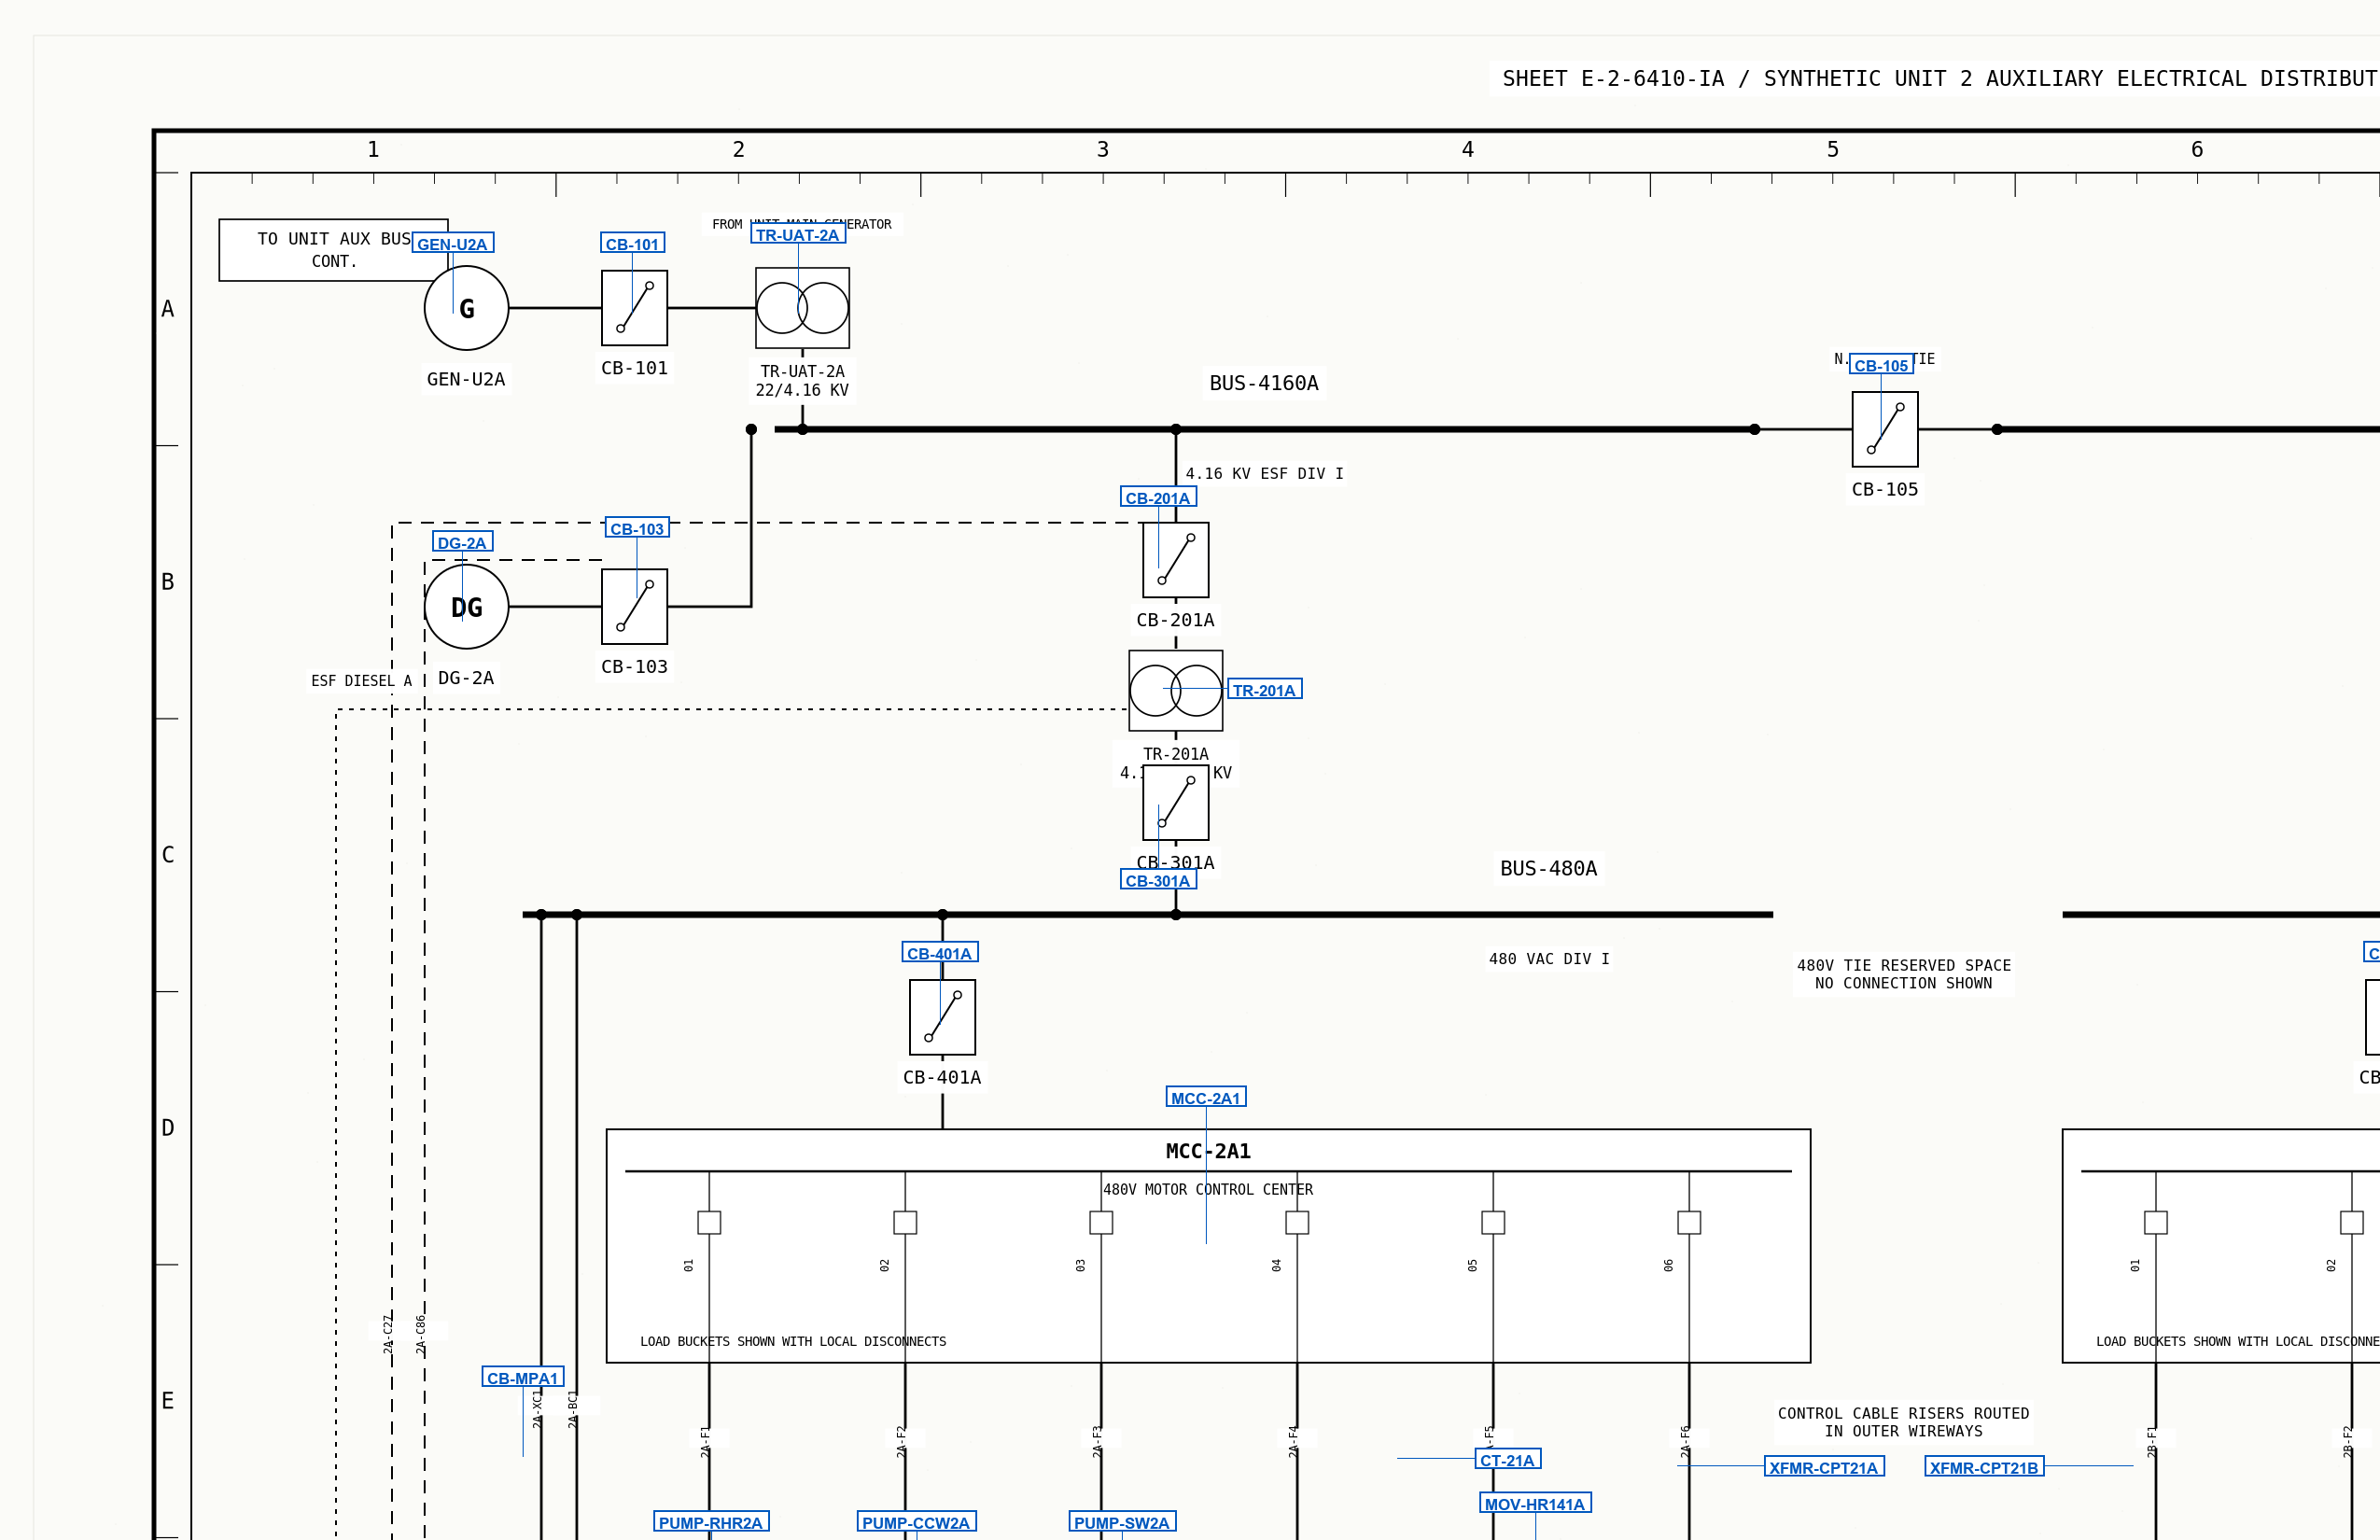 SHEET E-2-6410-IA / SYNTHETIC UNIT 2 AUXILIARY ELECTRICAL DISTRIBUT
1 2 3 4 5 6
FROM UNIT MAIN GENERATOR
TO UNIT AUX BUS
CONT.
GEN-U2A
CB-101
TR-UAT-2A
A
G
GEN-U2A
CB-101
TR-UAT-2A
22/4.16 KV
BUS-4160A
N. TIE
CB-105
CB-105
4.16 KV ESF DIV I
CB-201A
CB-103
DG-2A
B
DG
CB-201A
CB-103
DG-2A
ESF DIESEL A
TR-201A
TR-201A
KV
C
CB-301A
CB-301A
BUS-480A
CB-401A
480 VAC DIV I
480V TIE RESERVED SPACE
NO CONNECTION SHOWN
C
CB-401A
CB
MCC-2A1
D
MCC-2A1
480V MOTOR CONTROL CENTER
01 02 03 04 05 06
01 02
LOAD BUCKETS SHOWN WITH LOCAL DISCONNECTS
LOAD BUCKETS SHOWN WITH LOCAL DISCONNE
2A-C27
2A-C86
CB-MPA1
E
2A-XC1
2A-BC1
2A-F1
2A-F2
2A-F3
2A-F4
-F5
2A-F6
CONTROL CABLE RISERS ROUTED
IN OUTER WIREWAYS
2B-F1
2B-F2
CT-21A
XFMR-CPT21A
XFMR-CPT21B
MOV-HR141A
PUMP-RHR2A
PUMP-CCW2A
PUMP-SW2A